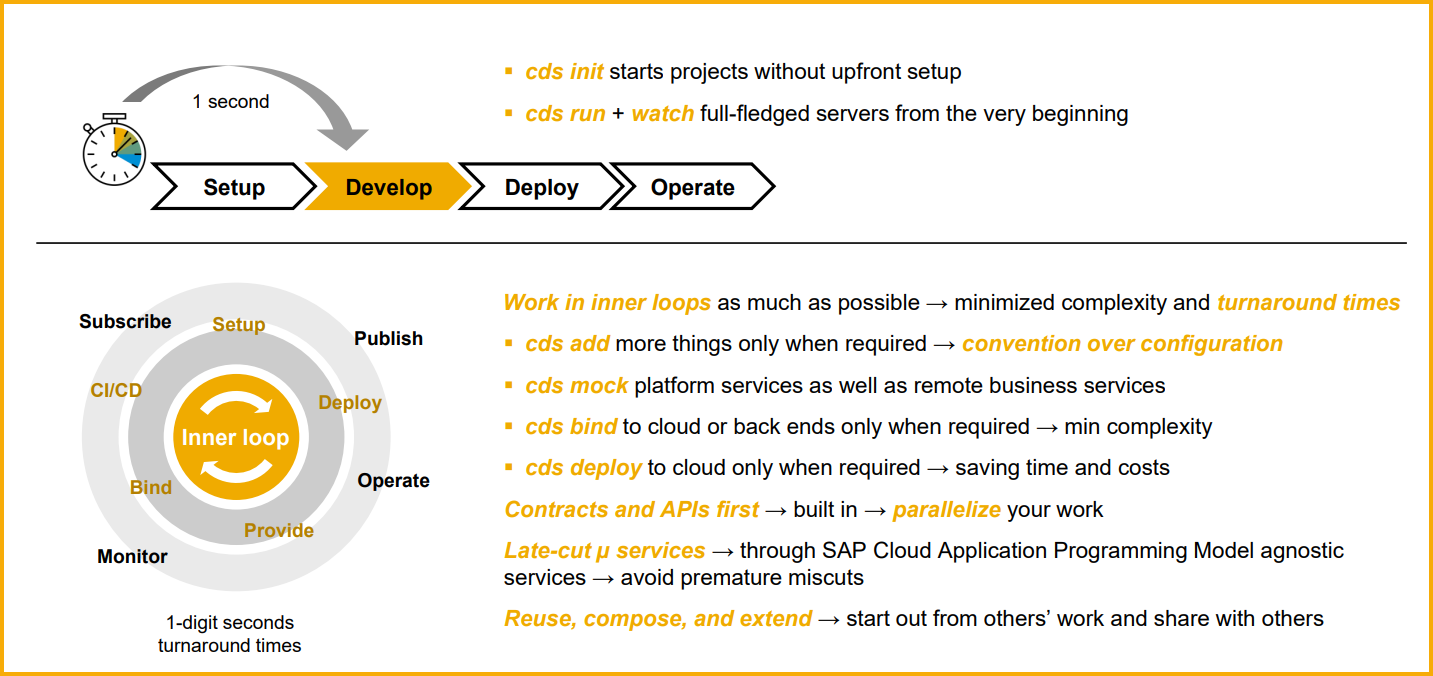 1 second
Setup
Develop
Deploy
Operate
▪ cds init starts projects without upfront setup
▪ cds run + watch full-fledged servers from the very beginning
Subscribe
Setup
Publish
CI/CD
Deploy
Inner loop
Bind
Operate
Provide
Monitor
1-digit seconds
turnaround times
Work in inner loops as much as possible → minimized complexity and turnaround times
▪ cds add more things only when required → convention over configuration
▪ cds mock platform services as well as remote business services
▪ cds bind to cloud or back ends only when required → min complexity
▪ cds deploy to cloud only when required → saving time and costs
Contracts and APIs first → built in → parallelize your work
Late-cut µ services → through SAP Cloud Application Programming Model agnostic
services → avoid premature miscuts
Reuse, compose, and extend → start out from others’ work and share with others